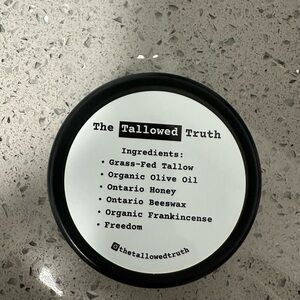 The Tallowed Truth
Ingredients:
• Grass-Fed Tallow
• Organic Olive Oil
• Ontario Honey
• Ontario Beeswax
• Organic Frankincense
• Freedom
@thetallowedtruth